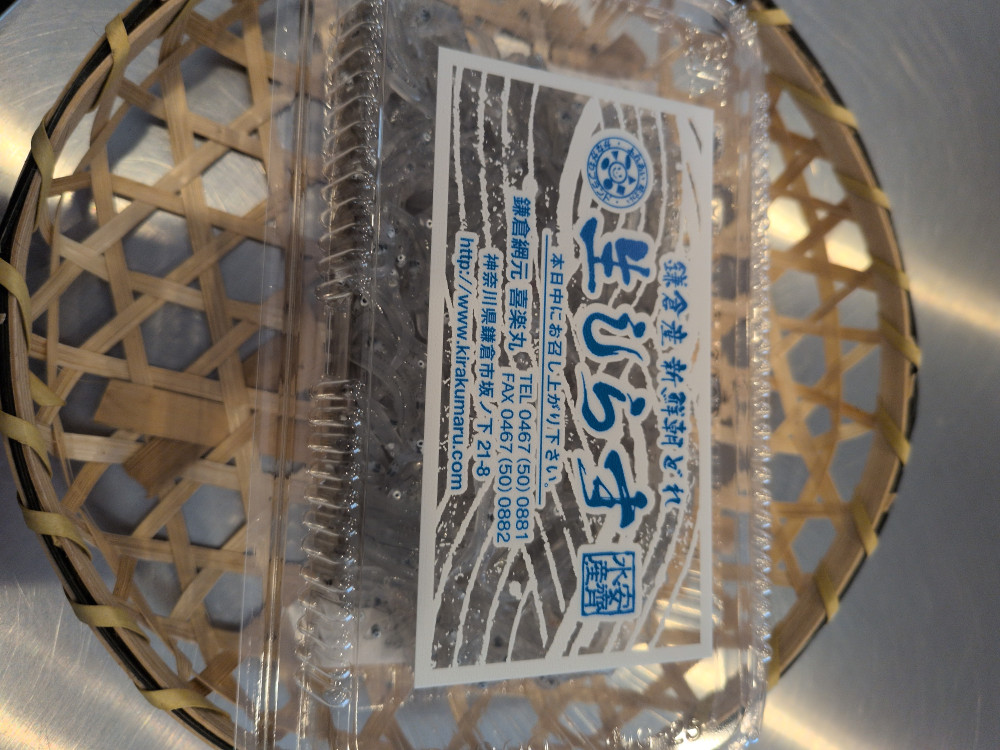 鎌倉産 新鮮朝どれ
生しらす
安齊
水産
本日中にお召し上がり下さい。
鎌倉網元 喜楽丸 TEL 0467 (50) 0881
FAX 0467 (50) 0882
神奈川県鎌倉市坂ノ下 21-8
http://www.kirakumaru.com